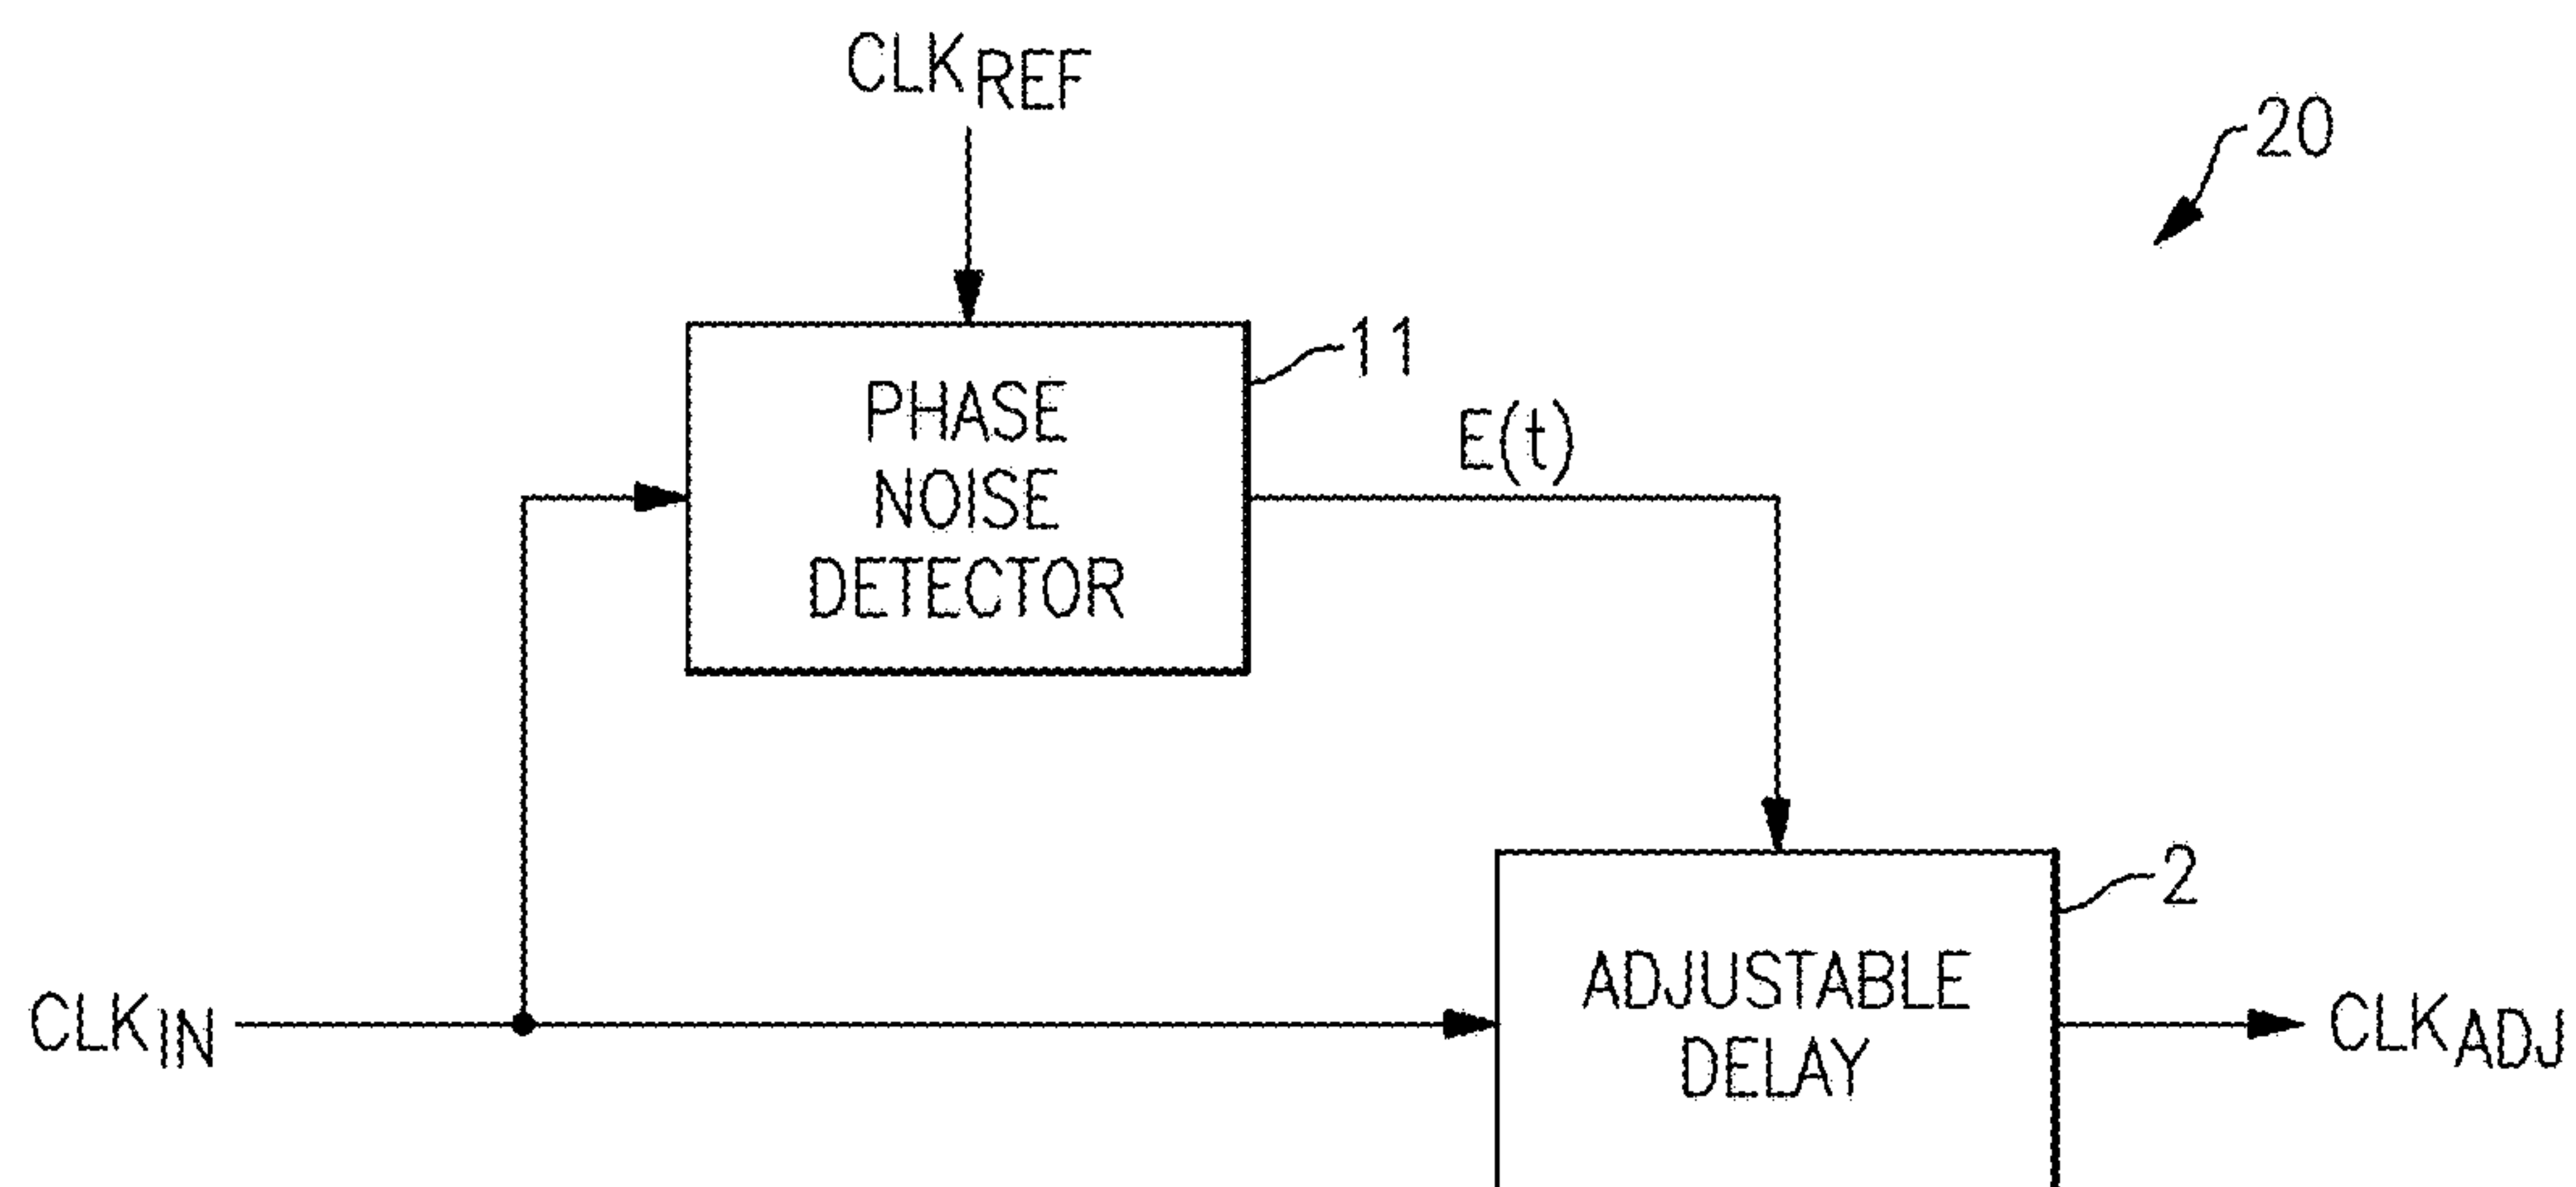 CLKREF
20
11
PHASE
NOISE
DETECTOR
E(t)
2
ADJUSTABLE
DELAY
CLKIN
CLKADJ